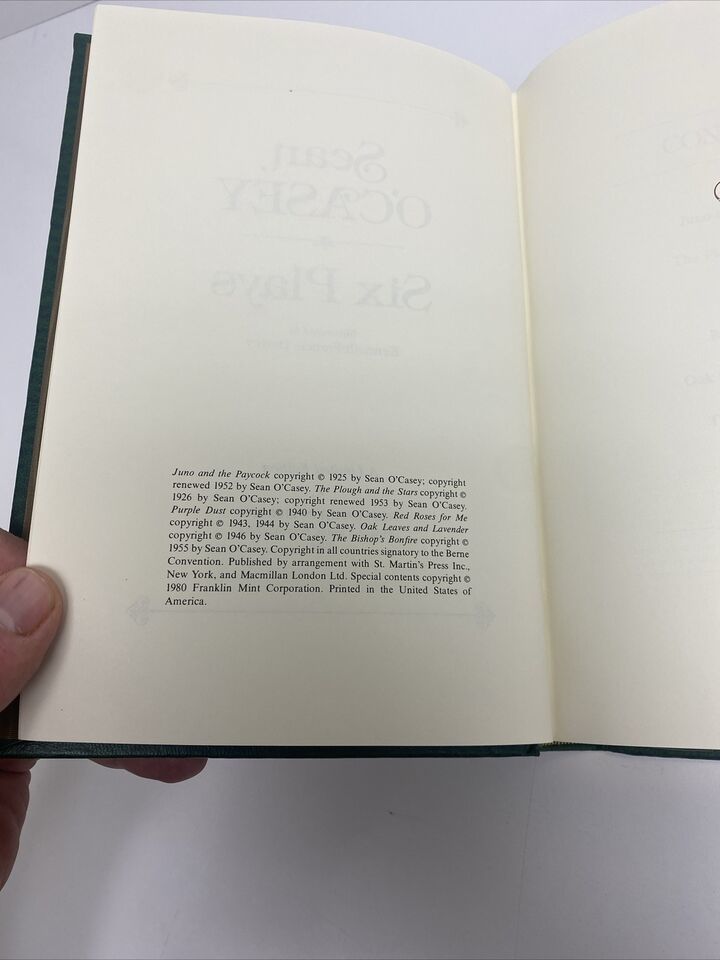 Sean
O'CASEY
Six Plays
Juno and the Paycock copyright © 1925 by Sean O'Casey; copyright
renewed 1952 by Sean O'Casey. The Plough and the Stars copyright ©
1926 by Sean O'Casey; copyright renewed 1953 by Sean O'Casey.
Purple Dust copyright © 1940 by Sean O'Casey. Red Roses for Me
copyright © 1943, 1944 by Sean O'Casey. Oak Leaves and Lavender
copyright © 1946 by Sean O'Casey. The Bishop's Bonfire copyright ©
1955 by Sean O'Casey. Copyright in all countries signatory to the Berne
Convention. Published by arrangement with St. Martin's Press Inc.,
New York, and Macmillan London Ltd. Special contents copyright ©
1980 Franklin Mint Corporation. Printed in the United States of
America.